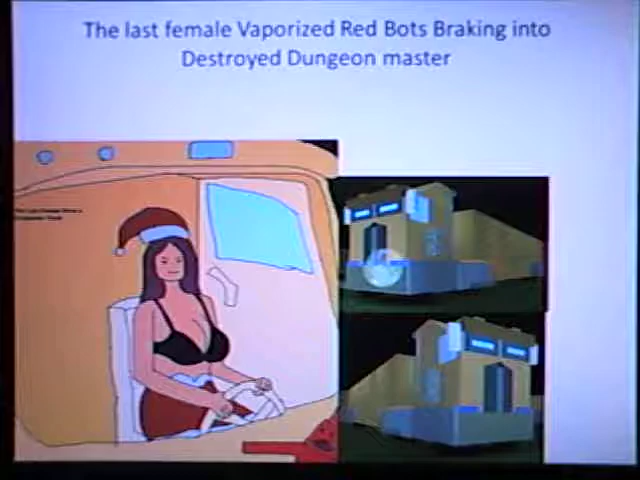 The last female Vaporized Red Bots Braking into
Destroyed Dungeon master